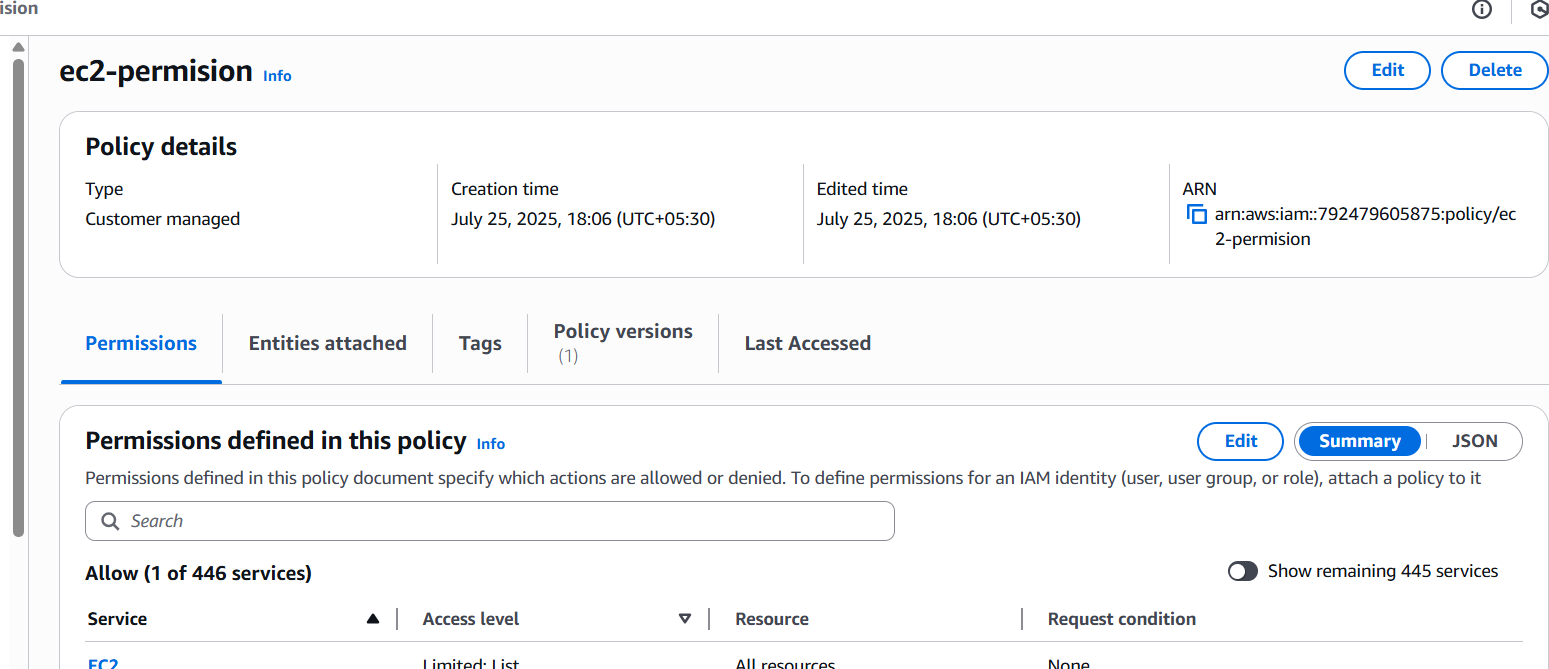 ision
ec2-permision Info
Edit
Delete
Policy details
Type
Customer managed
Creation time
July 25, 2025, 18:06 (UTC+05:30)
Edited time
July 25, 2025, 18:06 (UTC+05:30)
ARN
arn:aws:iam::792479605875:policy/ec
2-permision
Permissions
Entities attached
Tags
Policy versions
(1)
Last Accessed
Permissions defined in this policy Info
Edit
Summary
JSON
Permissions defined in this policy document specify which actions are allowed or denied. To define permissions for an IAM identity (user, user group, or role), attach a policy to it
Search
Allow (1 of 446 services)
Show remaining 445 services
Service
Access level
Resource
Request condition
EC2
Limited: List
All resources
None